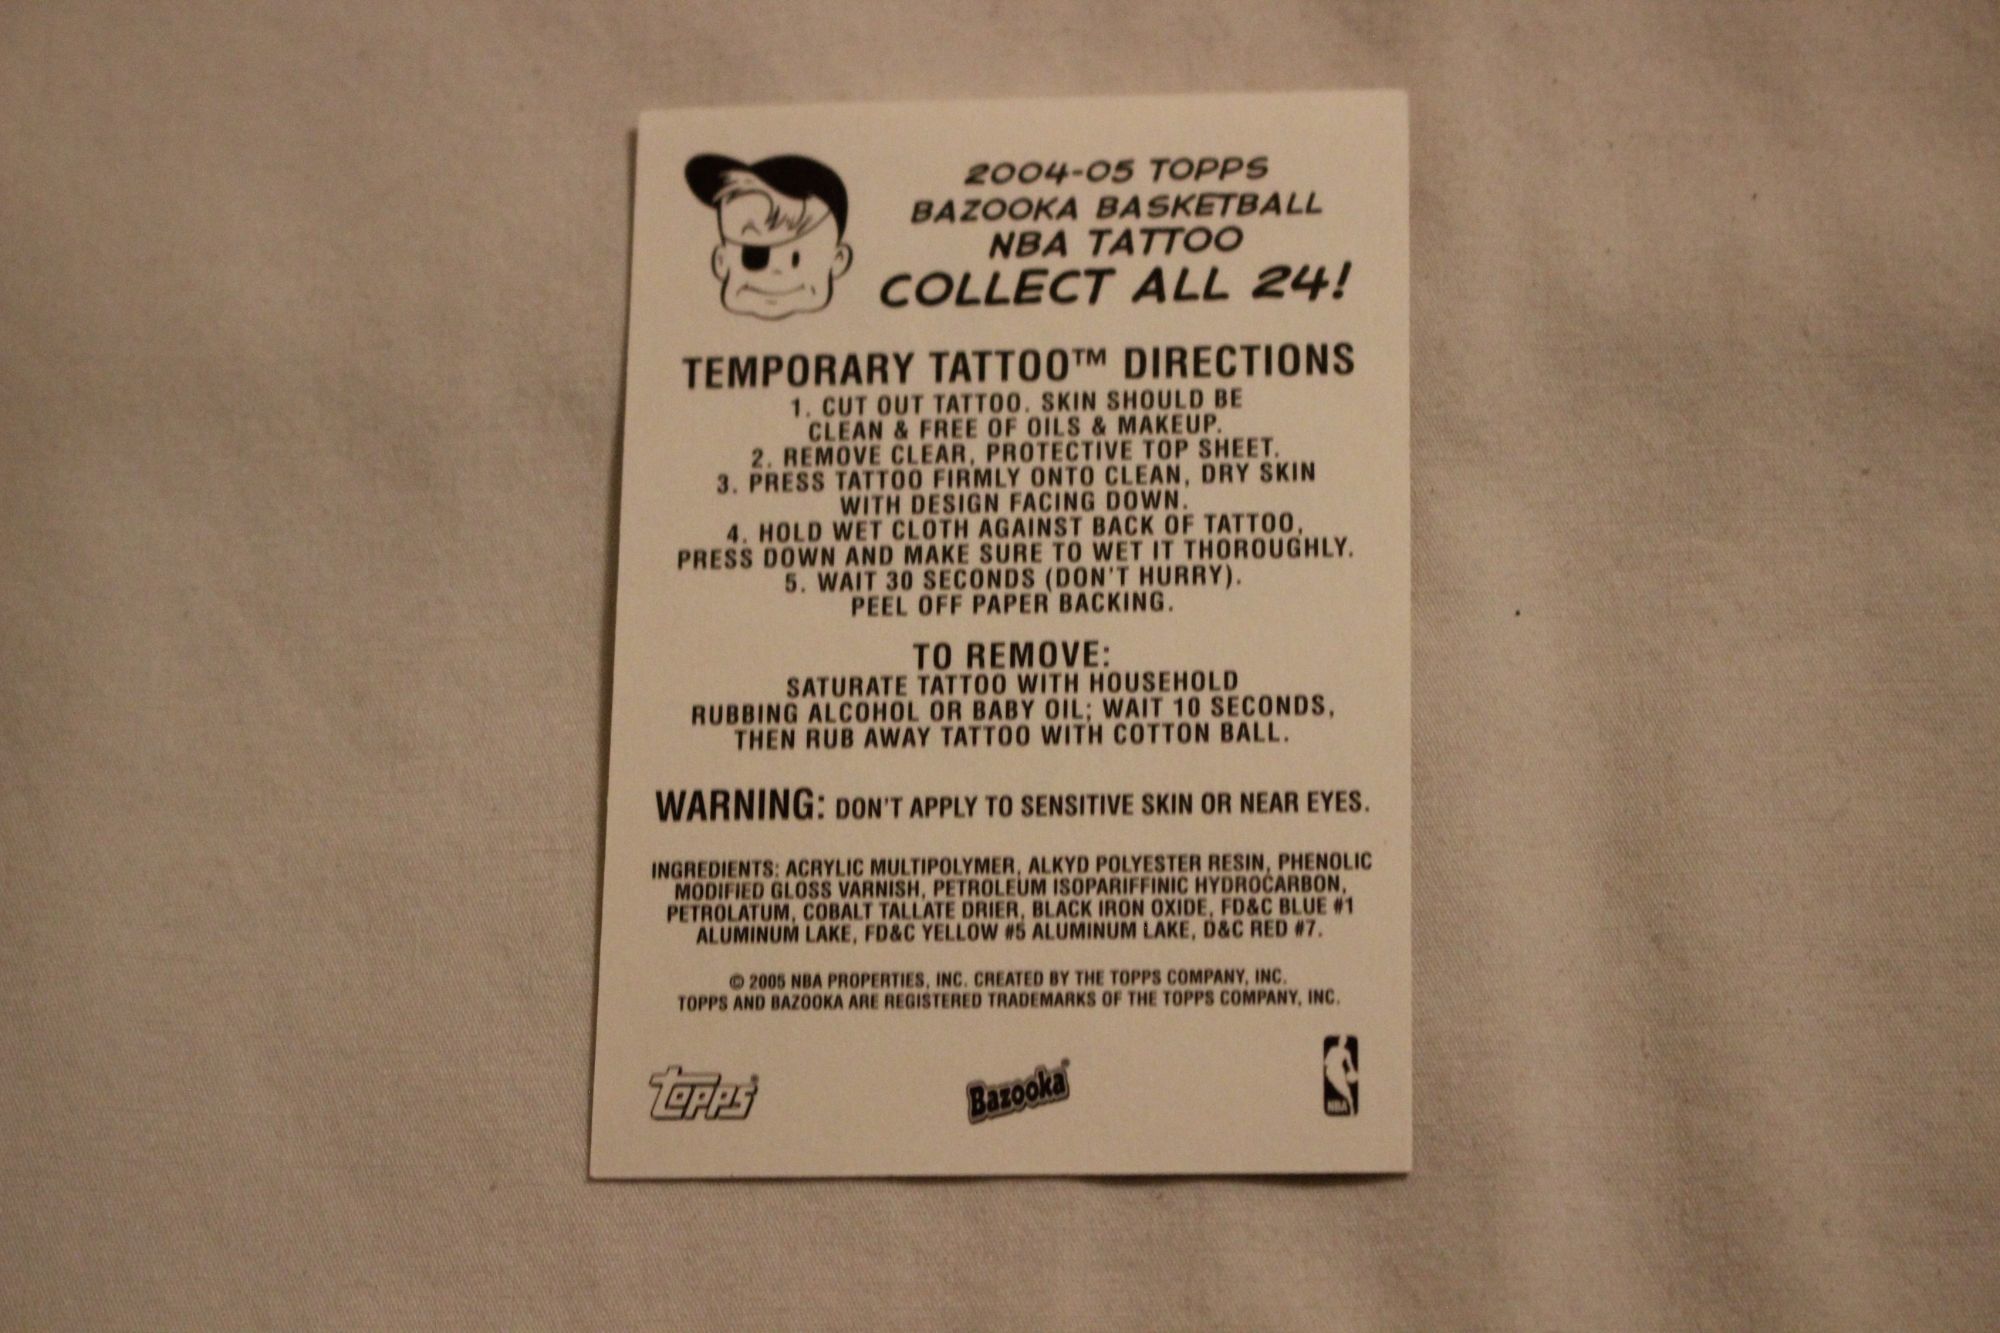 2004-05 TOPPS
BAZOOKA BASKETBALL
NBA TATTOO
COLLECT ALL 24!
TEMPORARY TATTOO™ DIRECTIONS
1. CUT OUT TATTOO. SKIN SHOULD BE
CLEAN & FREE OF OILS & MAKEUP.
2. REMOVE CLEAR, PROTECTIVE TOP SHEET.
3. PRESS TATTOO FIRMLY ONTO CLEAN, DRY SKIN
WITH DESIGN FACING DOWN.
4. HOLD WET CLOTH AGAINST BACK OF TATTOO,
PRESS DOWN AND MAKE SURE TO WET IT THOROUGHLY.
5. WAIT 30 SECONDS (DON'T HURRY).
PEEL OFF PAPER BACKING.
TO REMOVE:
SATURATE TATTOO WITH HOUSEHOLD
RUBBING ALCOHOL OR BABY OIL; WAIT 10 SECONDS,
THEN RUB AWAY TATTOO WITH COTTON BALL.
WARNING: DON'T APPLY TO SENSITIVE SKIN OR NEAR EYES.
INGREDIENTS: ACRYLIC MULTIPOLYMER, ALKYD POLYESTER RESIN, PHENOLIC
MODIFIED GLOSS VARNISH, PETROLEUM ISOPARIFFINIC HYDROCARBON,
PETROLATUM, COBALT TALLATE DRIER, BLACK IRON OXIDE, FD&C BLUE #1
ALUMINUM LAKE, FD&C YELLOW #5 ALUMINUM LAKE, D&C RED #7.
© 2005 NBA PROPERTIES, INC. CREATED BY THE TOPPS COMPANY, INC.
TOPPS AND BAZOOKA ARE REGISTERED TRADEMARKS OF THE TOPPS COMPANY, INC.
TOPPS® Bazooka® NBA